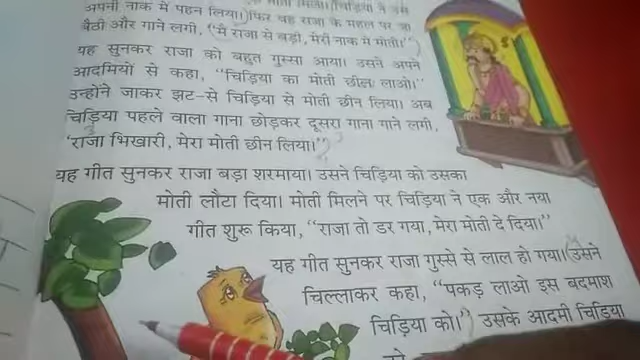 अपनी नाक में पहन लिया। फिर वह राजा के महल पर जा
बैठी और गाने लगी, "मैं राजा से बड़ी, मेरी नाक में मोती।"
यह सुनकर राजा को बहुत गुस्सा आया। उसने अपने
आदमियों से कहा, "चिड़िया का मोती छीन लाओ।"
उन्होंने जाकर झट-से चिड़िया से मोती छीन लिया। अब
चिड़िया पहले वाला गाना छोड़कर दूसरा गाना गाने लगी,
"राजा भिखारी, मेरा मोती छीन लिया।"
यह गीत सुनकर राजा बड़ा शरमाया। उसने चिड़िया को उसका
मोती लौटा दिया। मोती मिलने पर चिड़िया ने एक और नया
गीत शुरू किया, "राजा तो डर गया, मेरा मोती दे दिया।"
यह गीत सुनकर राजा गुस्से से लाल हो गया। उसने
चिल्लाकर कहा, "पकड़ लाओ इस बदमाश
चिड़िया को।" उसके आदमी चिड़िया
को